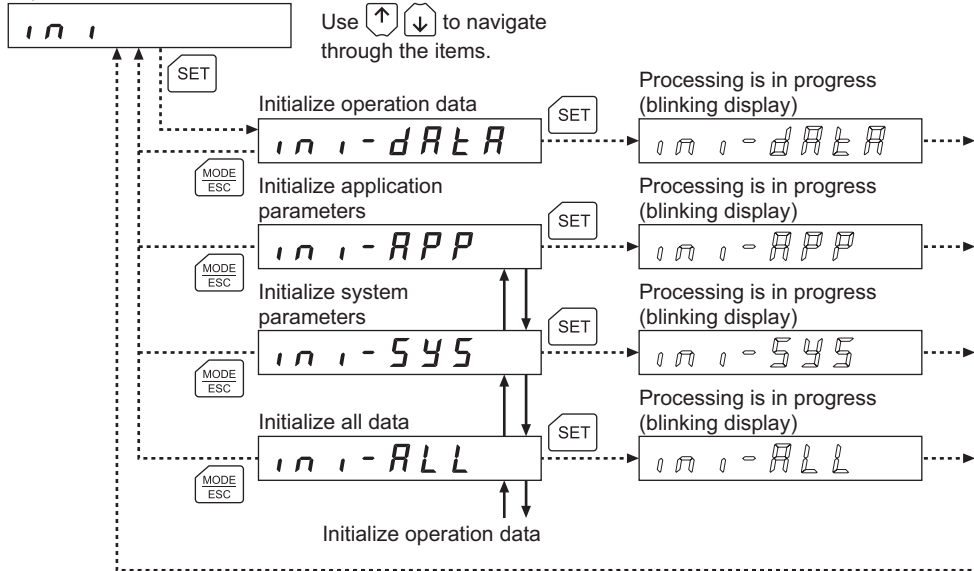 ini
Use ↑ ↓ to navigate
through the items.
SET
Processing is in progress
(blinking display)
Initialize operation data
SET
ini-dAtA
ini-dAtA
MODE
ESC
Initialize application
parameters
Processing is in progress
(blinking display)
SET
ini-APP
ini-APP
MODE
ESC
Initialize system
parameters
Processing is in progress
(blinking display)
SET
ini-SYS
ini-SYS
MODE
ESC
Initialize all data
Processing is in progress
(blinking display)
SET
ini-ALL
ini-ALL
MODE
ESC
Initialize operation data